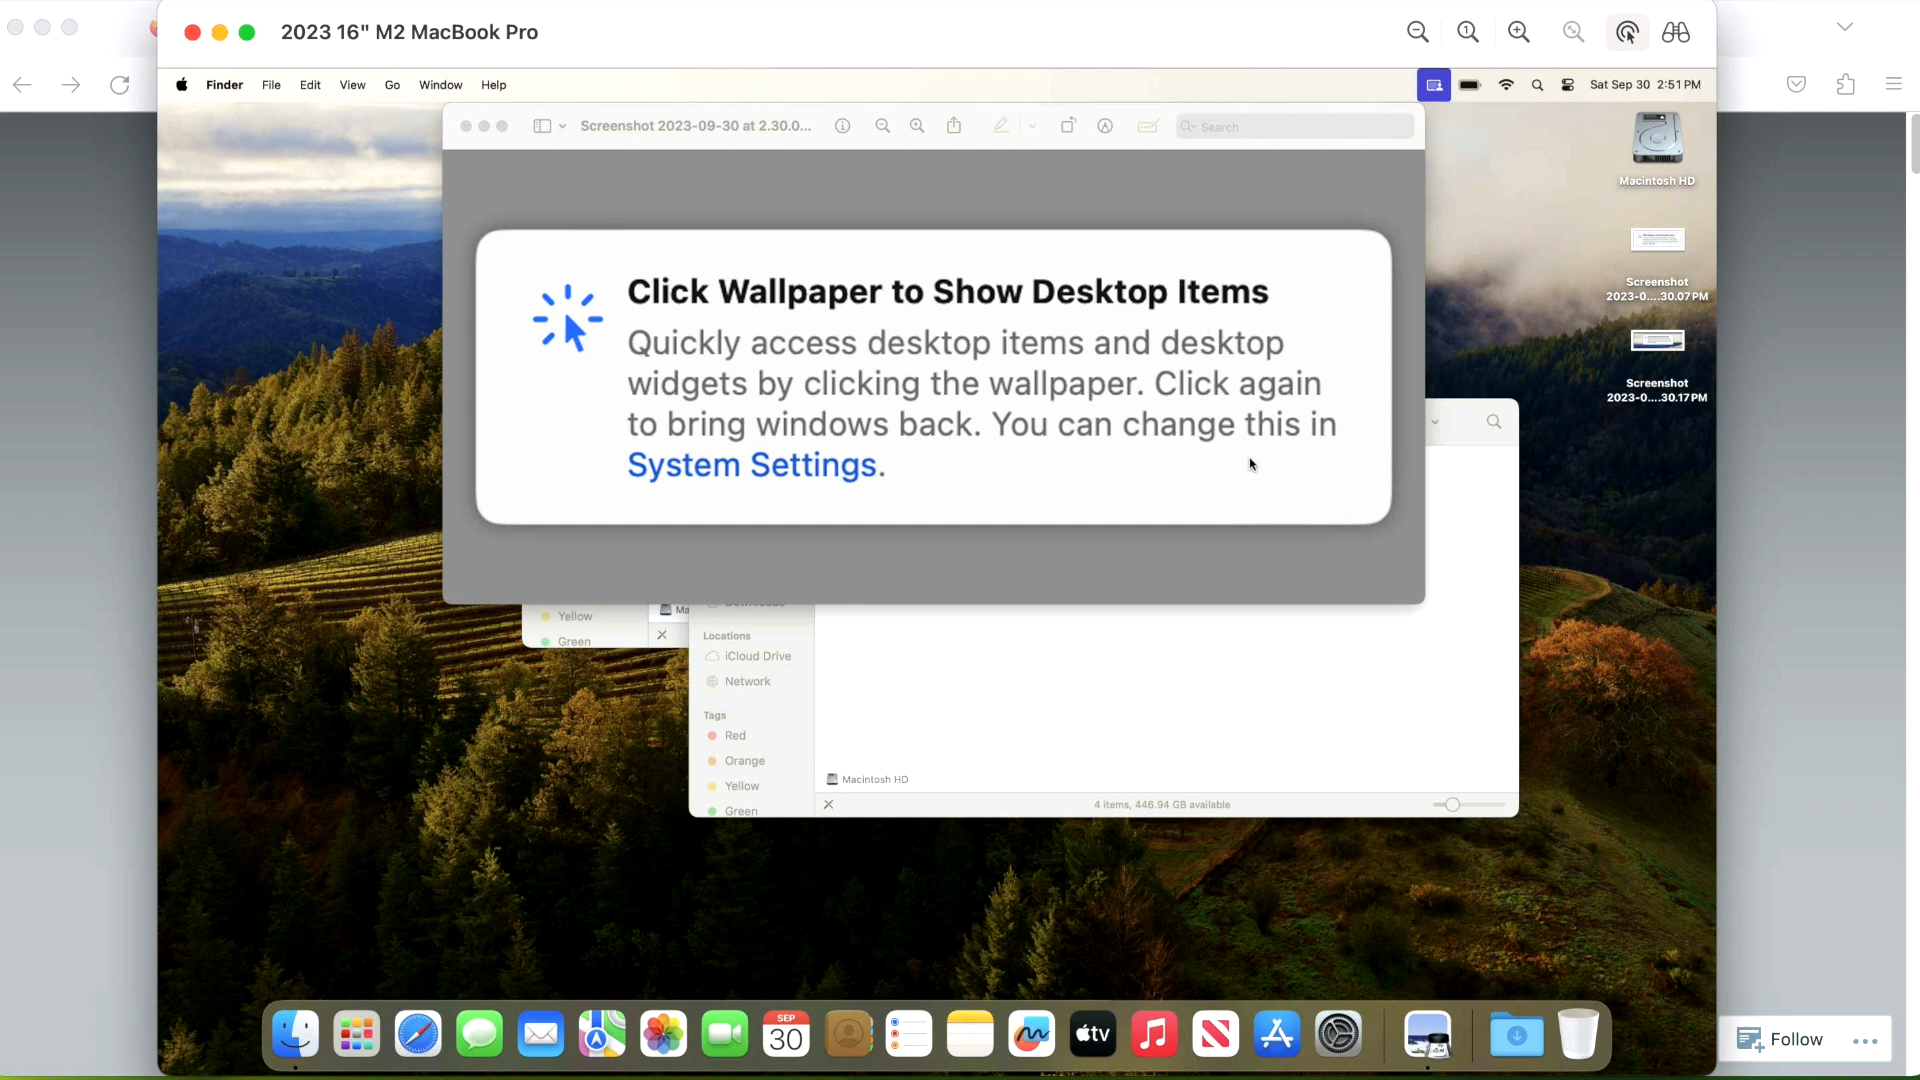 2023 16" M2 MacBook Pro
Finder File Edit View Go Window Help
Sat Sep 30 2:51 PM
Screenshot 2023-09-30 at 2.30.0...
Search
Macintosh HD
Click Wallpaper to Show Desktop Items
Quickly access desktop items and desktop
widgets by clicking the wallpaper. Click again
to bring windows back. You can change this in
System Settings.
Screenshot
2023-0....30.07 PM
Screenshot
2023-0....30.17 PM
Yellow
Green
Ma
Downloads
Locations
iCloud Drive
Network
Tags
Red
Orange
Yellow
Green
Macintosh HD
4 items, 446.94 GB available
SEP
30
tv
Follow